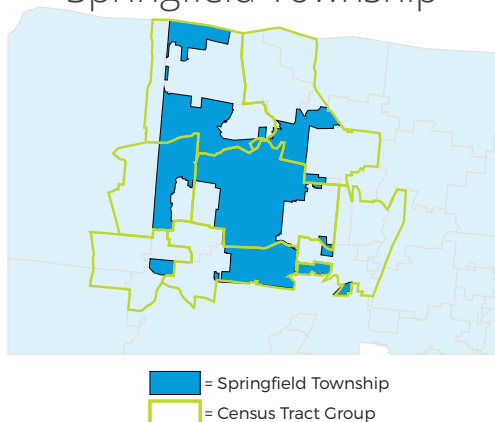 Springfield Township
= Springfield Township
= Census Tract Group